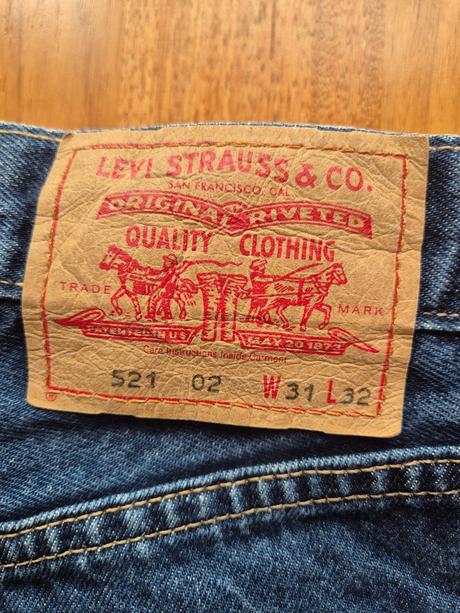 LEVI STRAUSS & CO.
SAN FRANCISCO, CAL.
ORIGINAL RIVETED
QUALITY CLOTHING
TRADE MARK
PATENTED IN U.S. MAY 20 1873
Care Instructions Inside Garment
® 521 02 W 31 L 32